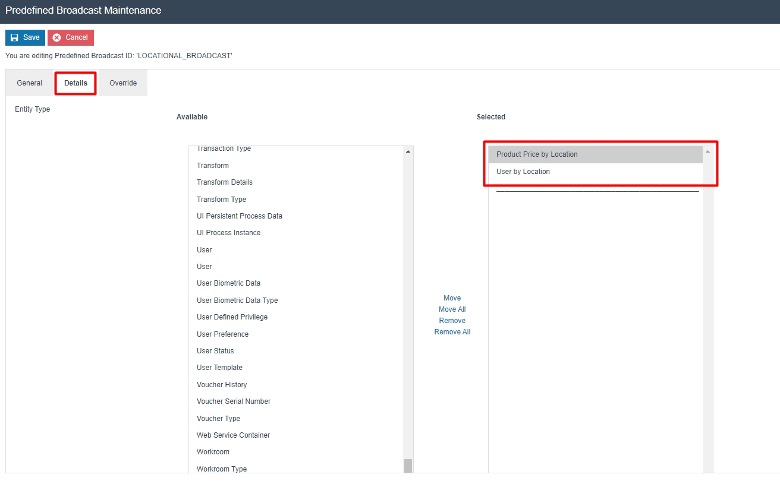 Predefined Broadcast Maintenance
Save Cancel
You are editing Predefined Broadcast ID: 'LOCATIONAL_BROADCAST'
General Details Override
Entity Type
Available
Selected
Transaction Type
Transform
Transform Details
Transform Type
UI Persistent Process Data
UI Process Instance
User
User
User Biometric Data
User Biometric Data Type
User Defined Privilege
User Preference
User Status
User Template
Voucher History
Voucher Serial Number
Voucher Type
Web Service Container
Workroom
Workroom Type
Move
Move All
Remove
Remove All
Product Price by Location
User by Location